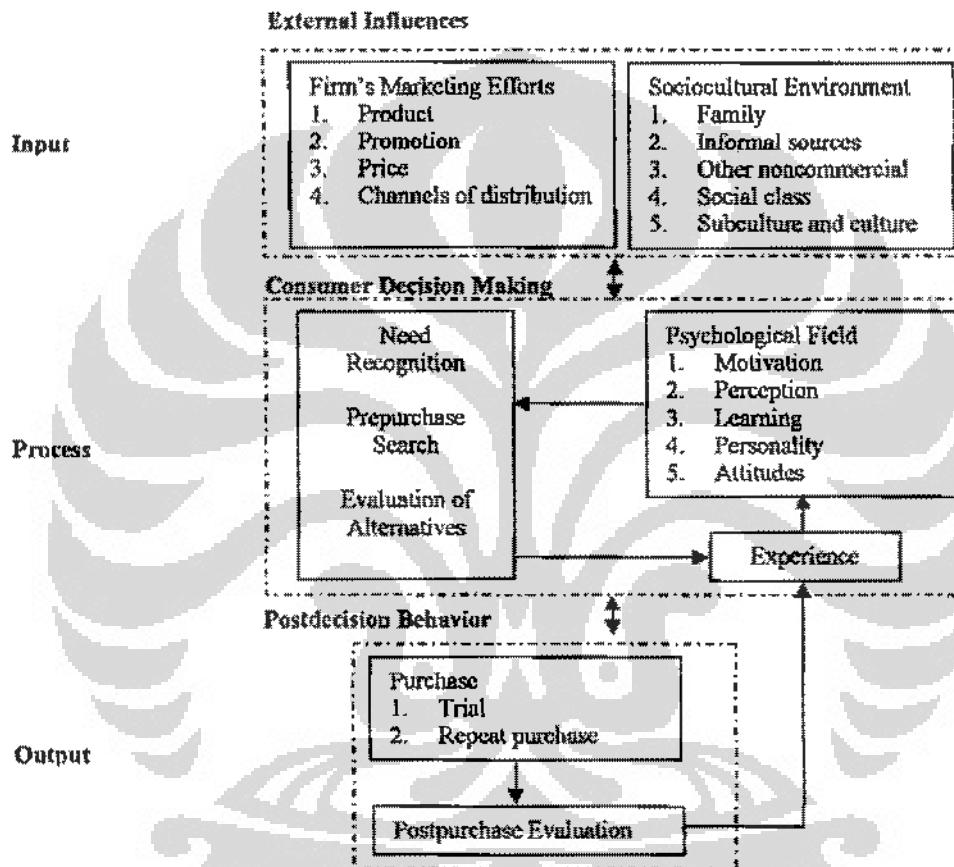 External Influences
Input
Firm's Marketing Efforts
1. Product
2. Promotion
3. Price
4. Channels of distribution
Sociocultural Environment
1. Family
2. Informal sources
3. Other noncommercial
4. Social class
5. Subculture and culture
Consumer Decision Making
Process
Need
Recognition
Prepurchase
Search
Evaluation of
Alternatives
Psychological Field
1. Motivation
2. Perception
3. Learning
4. Personality
5. Attitudes
Experience
Postdecision Behavior
Output
Purchase
1. Trial
2. Repeat purchase
Postpurchase Evaluation